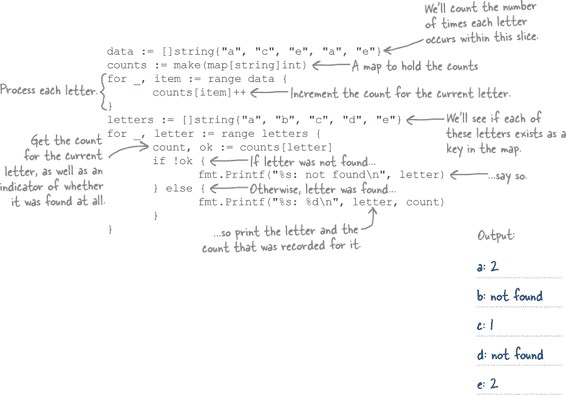 We'll count the number
of times each letter
occurs within this slice.
data := []string{"a", "c", "e", "a", "e"}
counts := make(map[string]int)
A map to hold the counts
for _, item := range data {
Process each letter.
counts[item]++
Increment the count for the current letter.
}
letters := []string{"a", "b", "c", "d", "e"}
We'll see if each of
these letters exists as a
key in the map.
for _, letter := range letters {
Get the count
for the current
letter, as well as an
indicator of whether
it was found at all.
count, ok := counts[letter]
if !ok {
If letter was not found...
fmt.Printf("%s: not found\n", letter)
...say so.
} else {
Otherwise, letter was found...
fmt.Printf("%s: %d\n", letter, count)
}
...so print the letter and the
count that was recorded for it.
}
Output:
a: 2
b: not found
c: 1
d: not found
e: 2